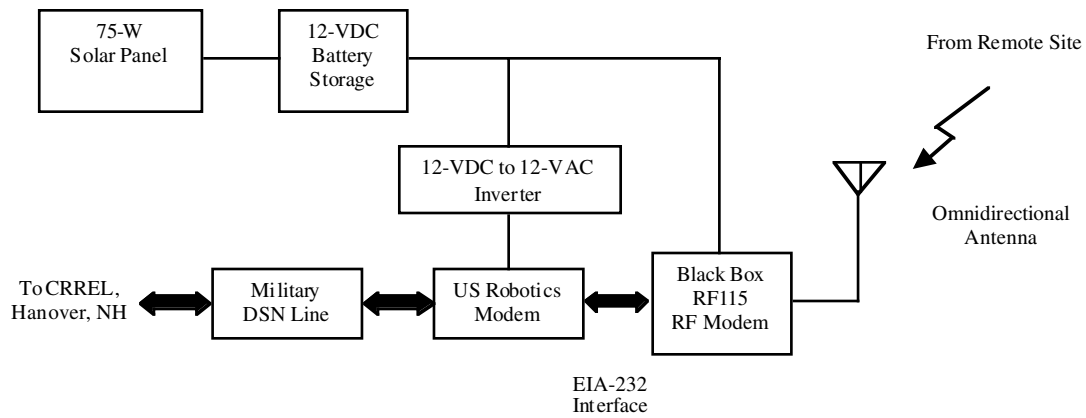 75-W
Solar Panel
12-VDC
Battery
Storage
From Remote Site
12-VDC to 12-VAC
Inverter
Omnidirectional
Antenna
To CRREL,
Hanover, NH
Military
DSN Line
US Robotics
Modem
Black Box
RF115
RF Modem
EIA-232
Interface